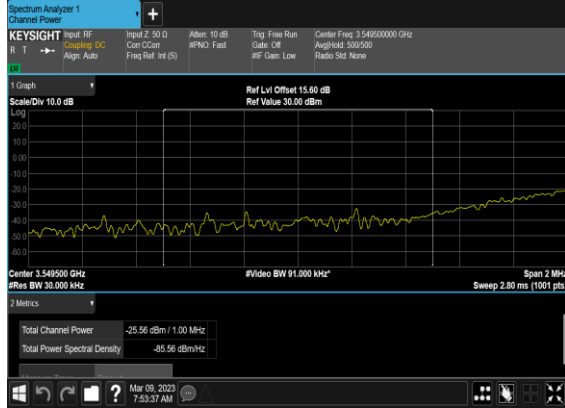 Spectrum Analyzer 1
Channel Power
+
KEYSIGHT Input: RF Input Z: 50 Ω Atten: 10 dB Trig: Free Run Center Freq: 3.549500000 GHz
R T Coupling: DC Corr CCorr #PNO: Fast Gate: Off Avg|Hold: 500/500
Align: Auto Freq Ref: Int (S) #IF Gain: Low Radio Std: None
1 Graph
Ref Lvl Offset 15.60 dB
Scale/Div 10.0 dB Ref Value 30.00 dBm
Log
20.0
10.0
0.00
-10.0
-20.0
-30.0
-40.0
-50.0
-60.0
Center 3.549500 GHz #Video BW 91.000 kHz* Span 2 MHz
#Res BW 30.000 kHz Sweep 2.80 ms (1001 pts
2 Metrics
Total Channel Power -25.56 dBm / 1.00 MHz
Total Power Spectral Density -85.56 dBm/Hz
?
Mar 09, 2023
7:53:37 AM